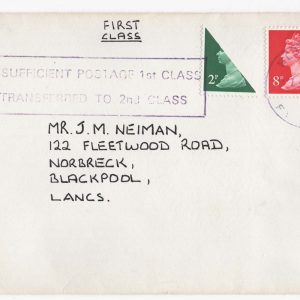 FIRST
CLASS
SUFFICIENT POSTAGE 1st CLASS
TRANSFERRED TO 2nd CLASS
2P
8P
MR. J. M. NEIMAN,
122 FLEETWOOD ROAD,
NORBRECK,
BLACKPOOL,
LANCS.